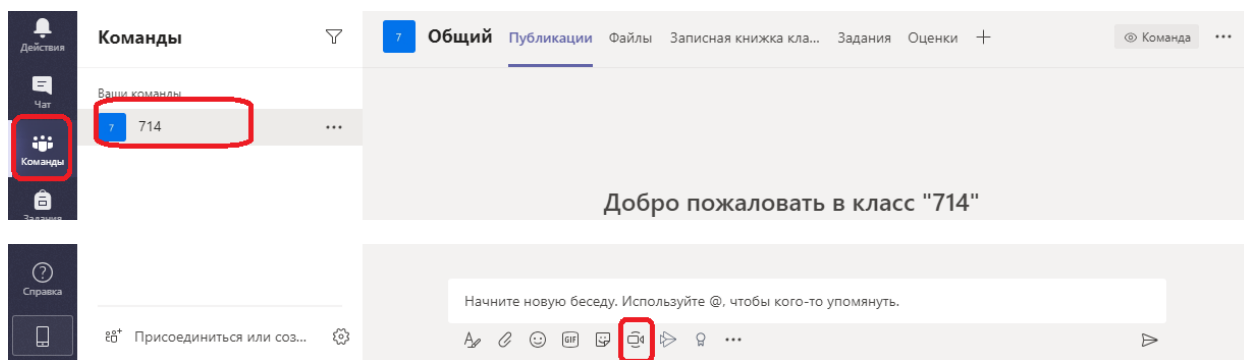 Действия
Чат
Команды
Задания
Команды
Ваши команды
7 714
7 Общий Публикации Файлы Записная книжка кла... Задания Оценки + Команда ...
Добро пожаловать в класс "714"
Справка
Присоединиться или соз...
Начните новую беседу. Используйте @, чтобы кого-то упомянуть.
GIF